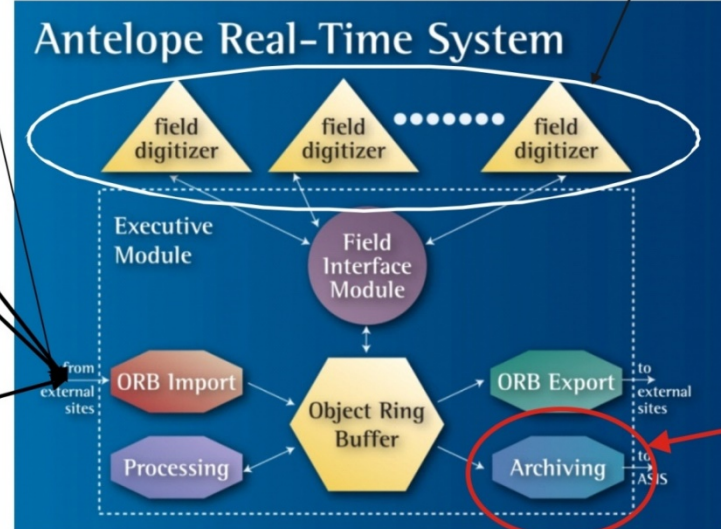 Antelope Real-Time System
field
digitizer
field
digitizer
field
digitizer
Executive
Module
Field
Interface
Module
from
external
sites
ORB Import
Object Ring
Buffer
ORB Export
to
external
sites
Processing
Archiving
to
ASIS